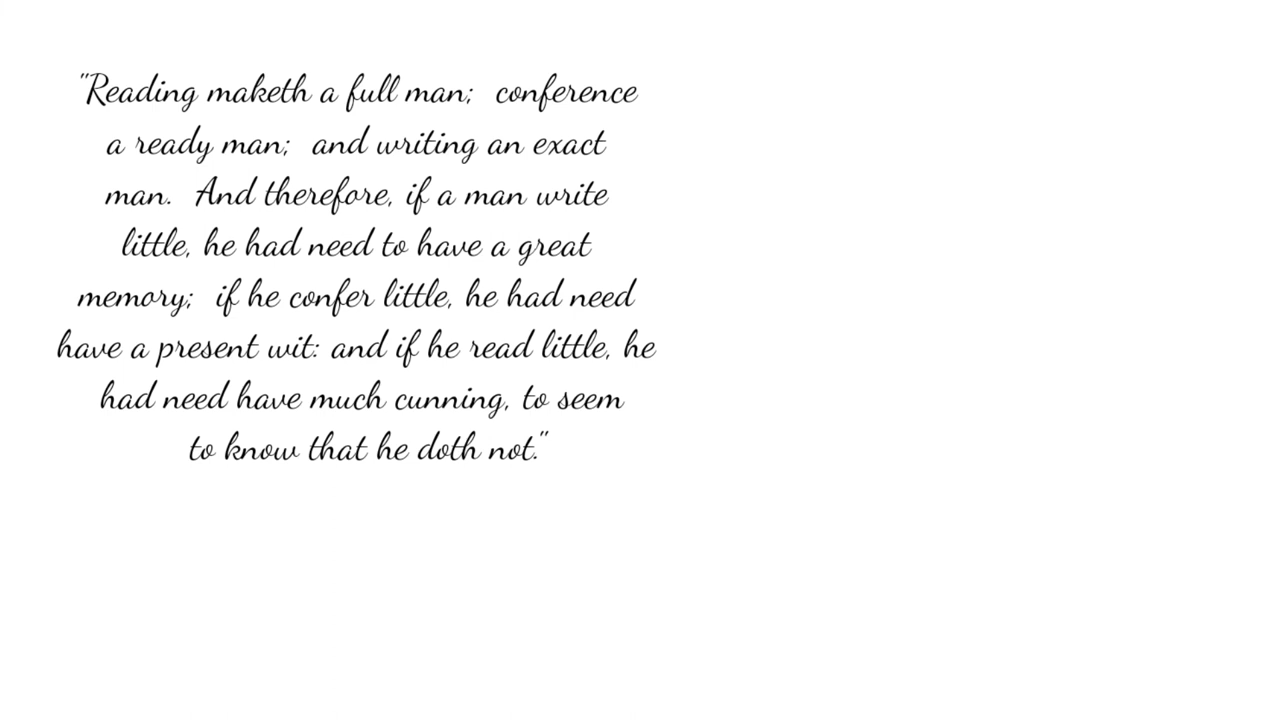 "Reading maketh a full man;  conference
a ready man;  and writing an exact
man.  And therefore, if a man write
little, he had need to have a great
memory;  if he confer little, he had need
have a present wit: and if he read little, he
had need have much cunning, to seem
to know that he doth not."